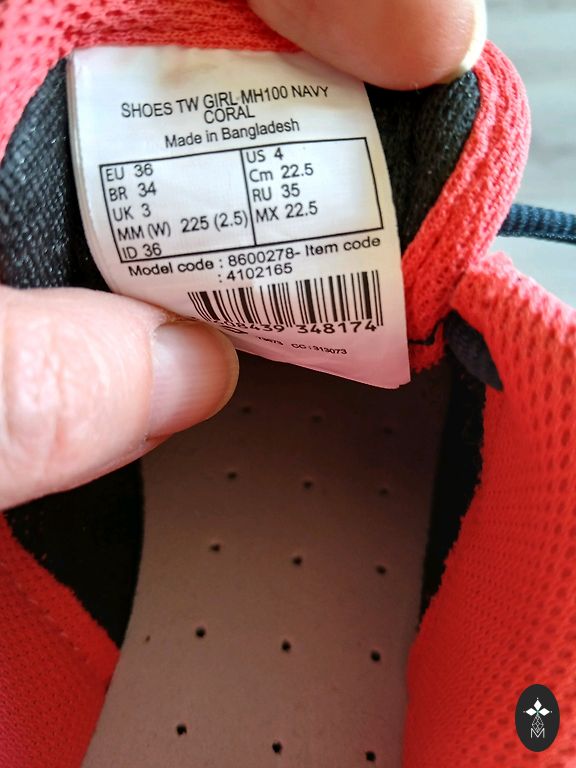 SHOES TW GIRL MH100 NAVY
CORAL
Made in Bangladesh
EU 36
BR 34
UK 3
MM (W) 225 (2.5)
ID 36
US 4
Cm 22.5
RU 35
MX 22.5
Model code : 8600278- Item code
: 4102165
348174
CC : 313073
M